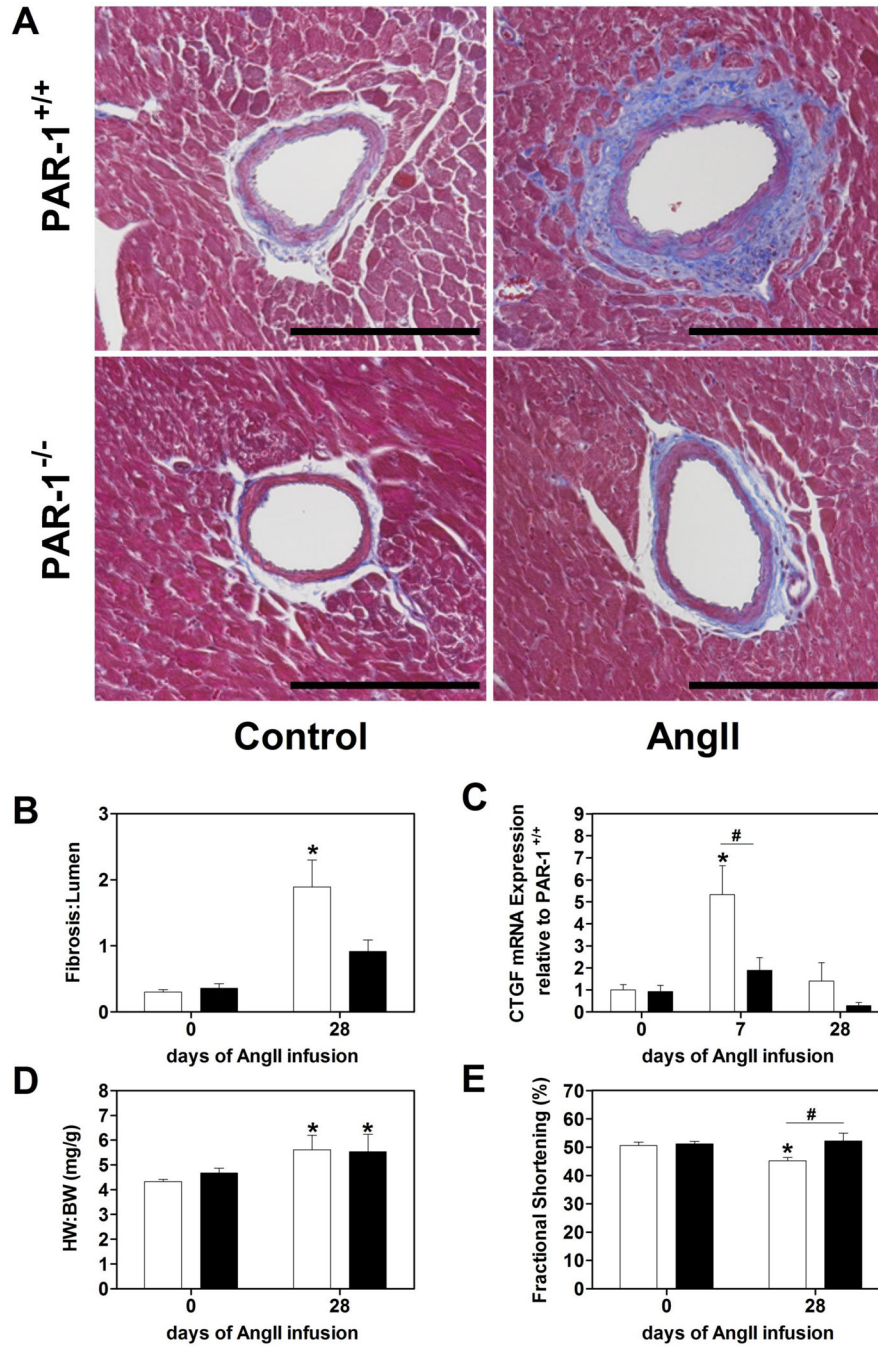 A
PAR-1+/+
PAR-1-/-
Control
AngII
B
Fibrosis:Lumen
3
2
1
0
*
0
28
days of AngII infusion
C
CTGF mRNA Expression
relative to PAR-1+/+
9
8
7
6
5
4
3
2
1
0
#
*
0
7
28
days of AngII infusion
D
HW:BW (mg/g)
8
7
6
5
4
3
2
1
0
*
*
0
28
days of AngII infusion
E
Fractional Shortening (%)
70
60
50
40
30
20
10
0
#
*
0
28
days of AngII infusion